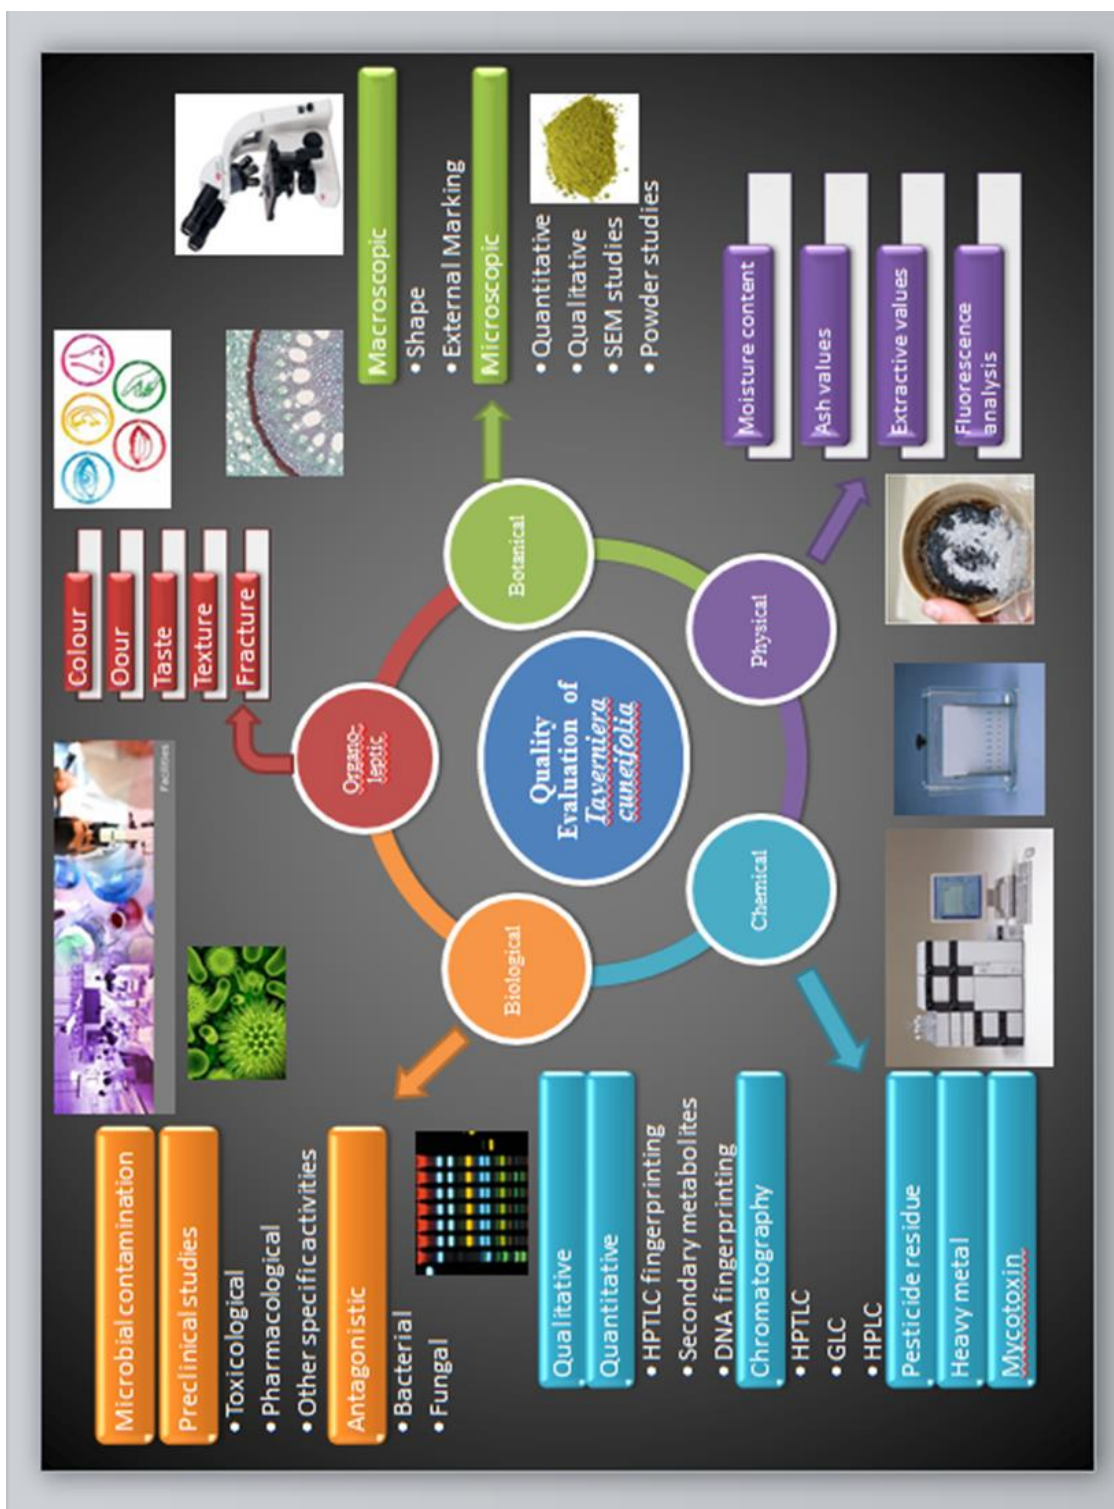 Microbial contamination
Preclinical studies
• Toxicological
• Pharmacological
• Other specific activities
Antagonistic
• Bacterial
• Fungal
Facilities
Colour
Oour
Taste
Texture
Fracture
Macroscopic
• Shape
• External Marking
Microscopic
• Quantitative
• Qualitative
• SEM studies
• Powder studies
Organo-
leptic
Biological
Botanical
Quality
Evaluation of
Taverniera
cuneifolia
Chemical
Physical
Qualitative
Quantitative
• HPTLC fingerprinting
• Secondary metabolites
• DNA fingerprinting
Chromatography
• HPTLC
• GLC
• HPLC
Pesticide residue
Heavy metal
Mycotoxin
Moisture content
Ash values
Extractive values
Fluorescence
analysis